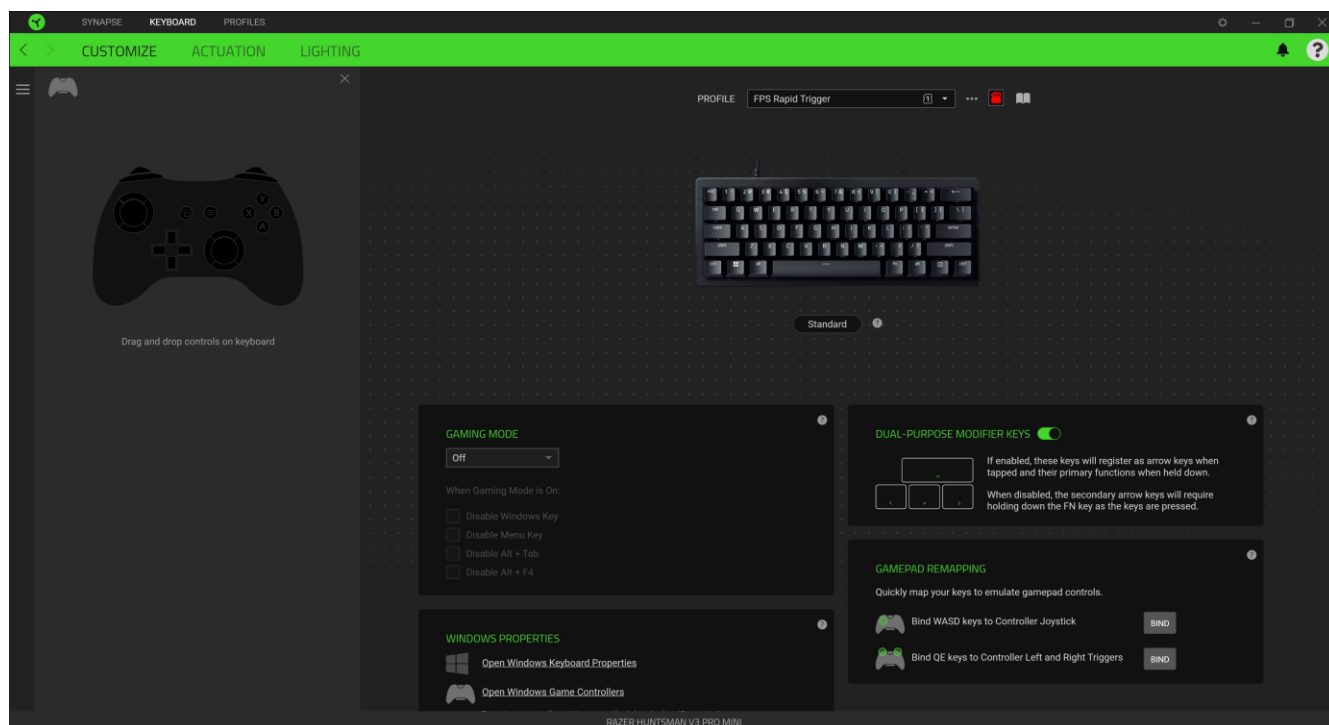 SYNAPSE KEYBOARD PROFILES
CUSTOMIZE ACTUATION LIGHTING
Y
X B
A
Drag and drop controls on keyboard
PROFILE FPS Rapid Trigger 1
Standard
GAMING MODE
Off
When Gaming Mode is On:
Disable Windows Key
Disable Menu Key
Disable Alt + Tab
Disable Alt + F4
WINDOWS PROPERTIES
Open Windows Keyboard Properties
Open Windows Game Controllers
DUAL-PURPOSE MODIFIER KEYS
If enabled, these keys will register as arrow keys when
tapped and their primary functions when held down.
When disabled, the secondary arrow keys will require
holding down the FN key as the keys are pressed.
GAMEPAD REMAPPING
Quickly map your keys to emulate gamepad controls.
Bind WASD keys to Controller Joystick BIND
Bind QE keys to Controller Left and Right Triggers BIND
RAZER HUNTSMAN V3 PRO MINI